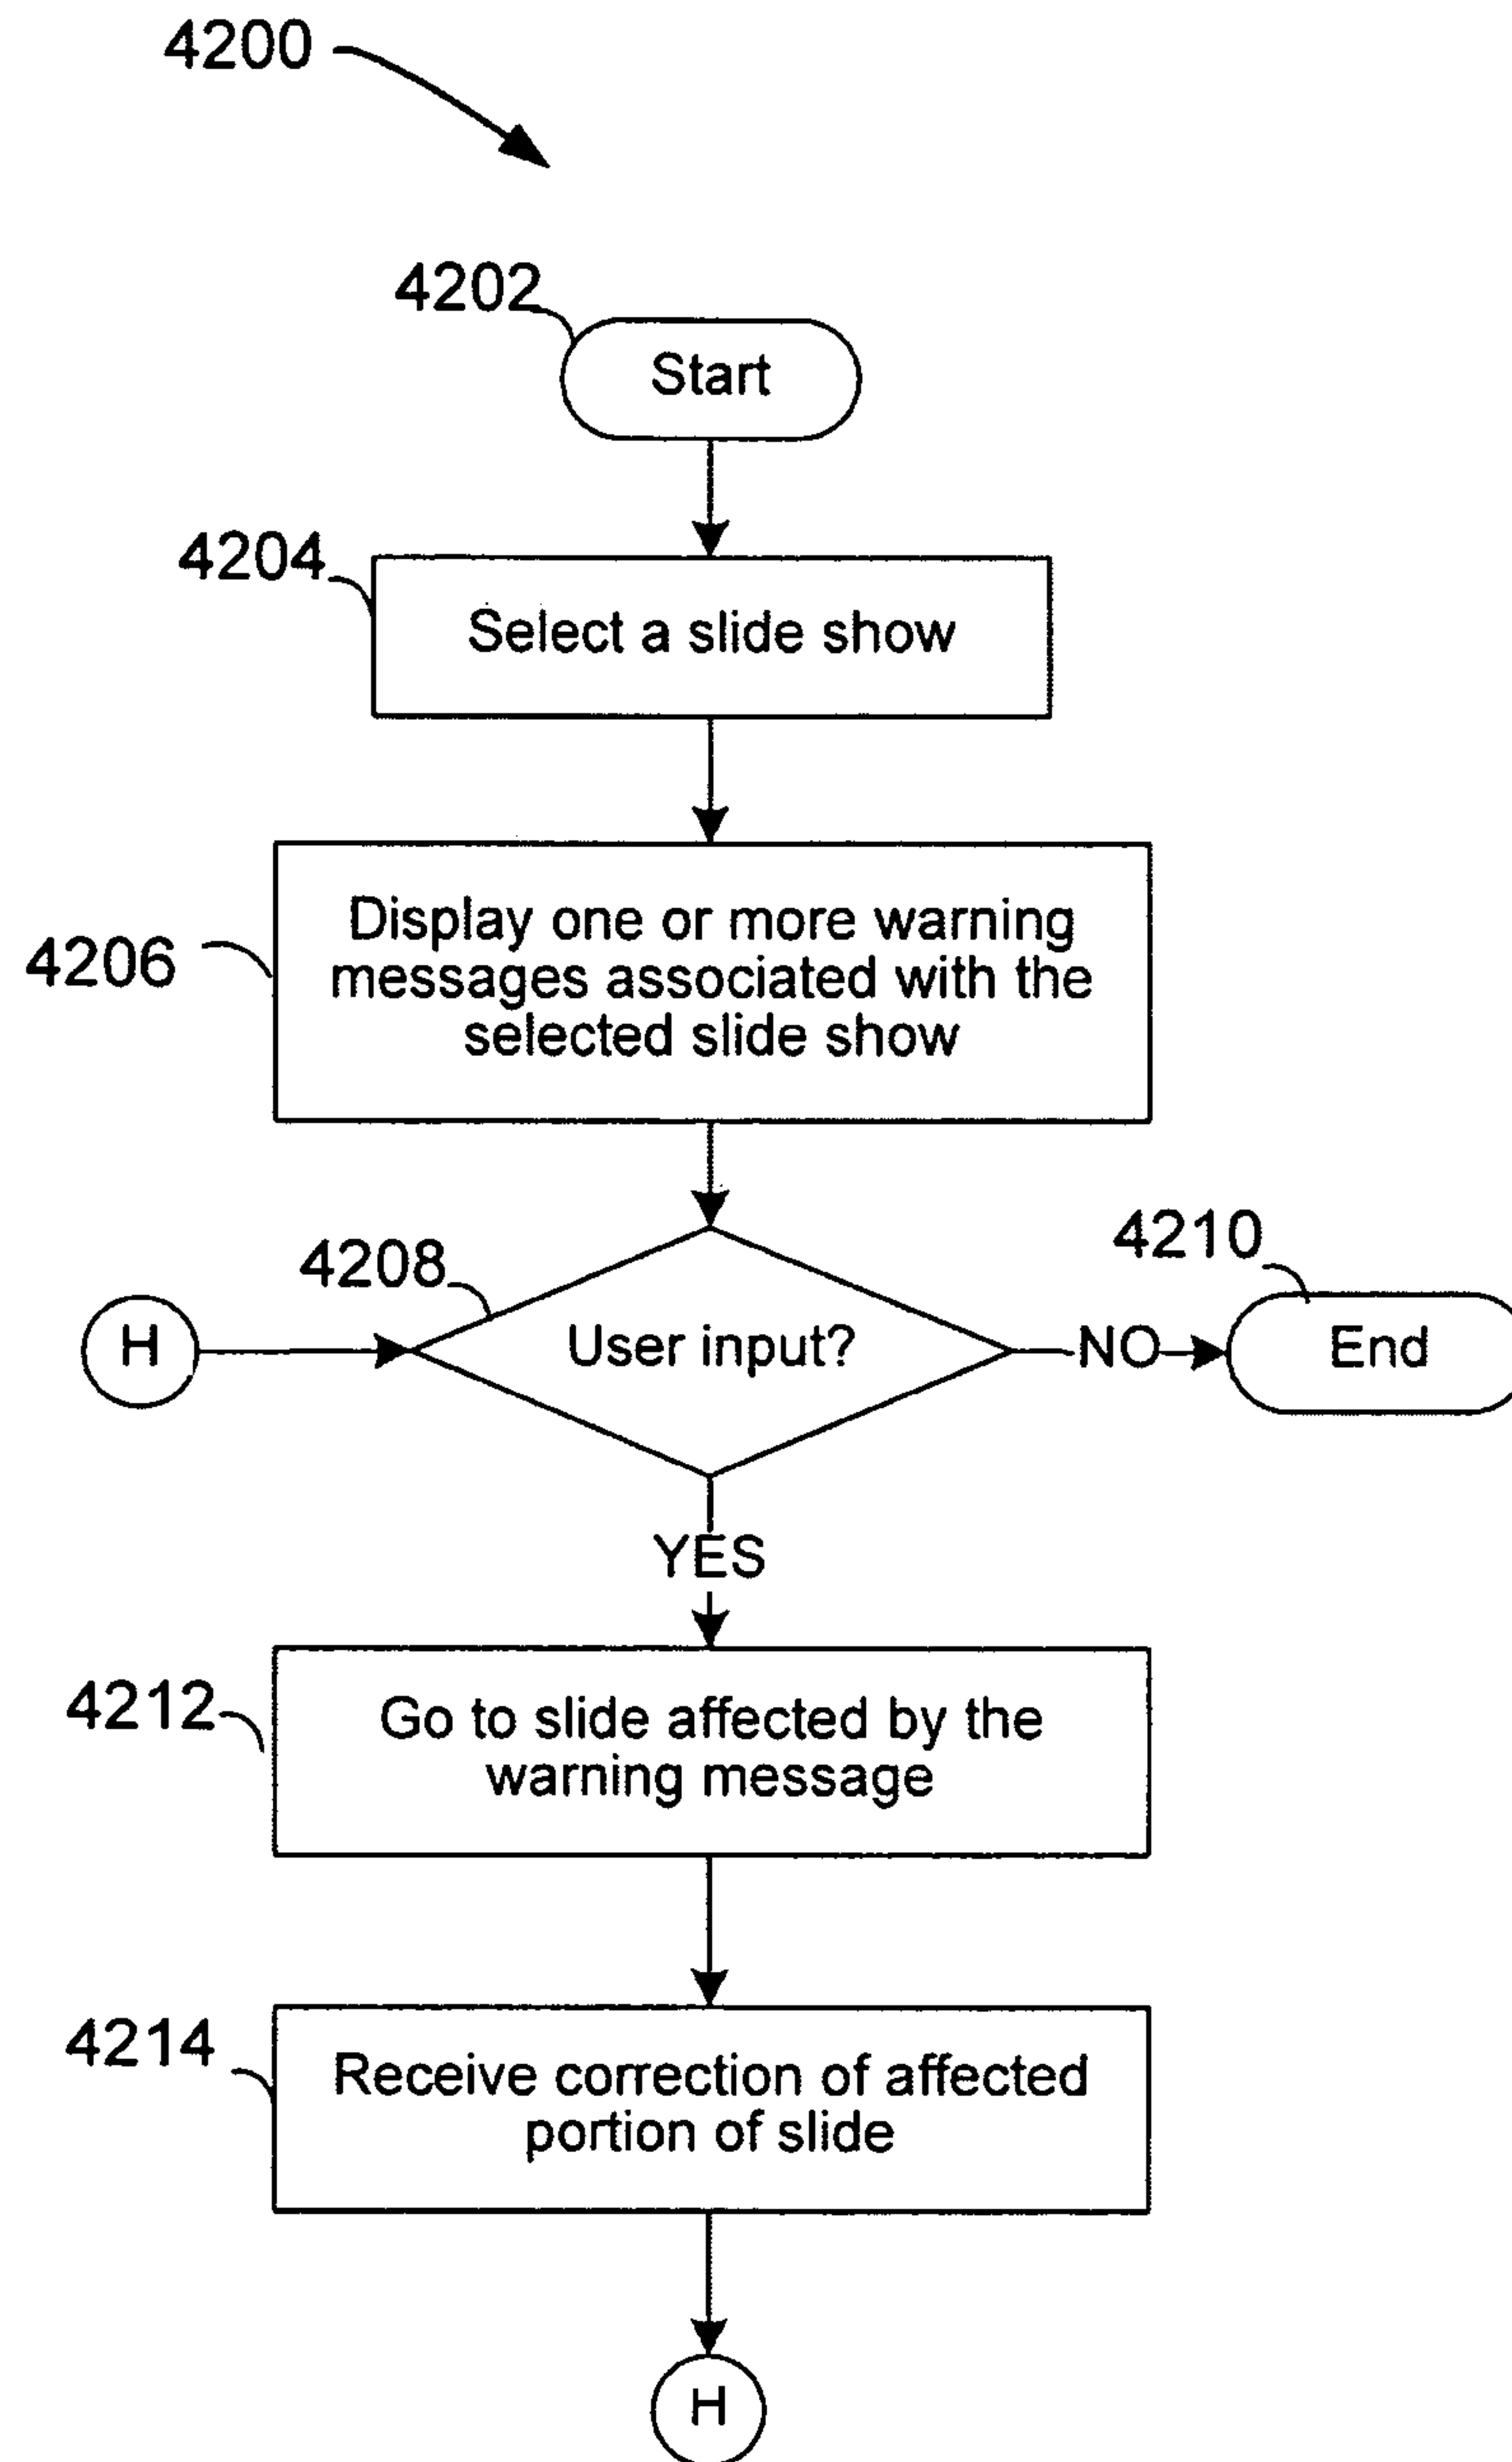 4200
4202
Start
4204
Select a slide show
4206
Display one or more warning
messages associated with the
selected slide show
4208
4210
H
User input?
NO
End
YES
4212
Go to slide affected by the
warning message
4214
Receive correction of affected
portion of slide
H